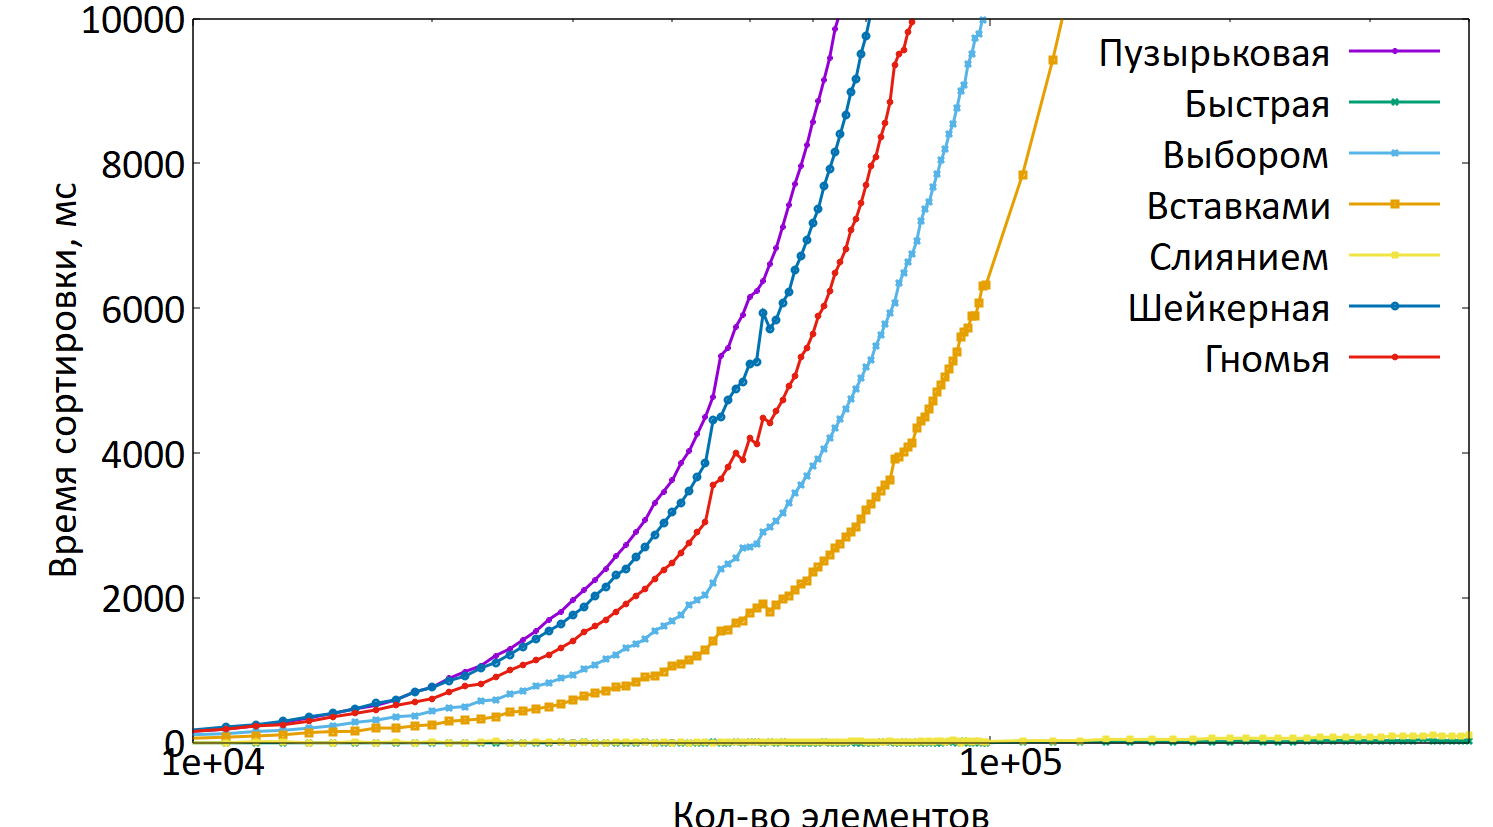 10000
8000
6000
4000
2000
0
1e+04
1e+05
Время сортировки, мс
Кол-во элементов
Пузырьковая
Быстрая
Выбором
Вставками
Слиянием
Шейкерная
Гномья